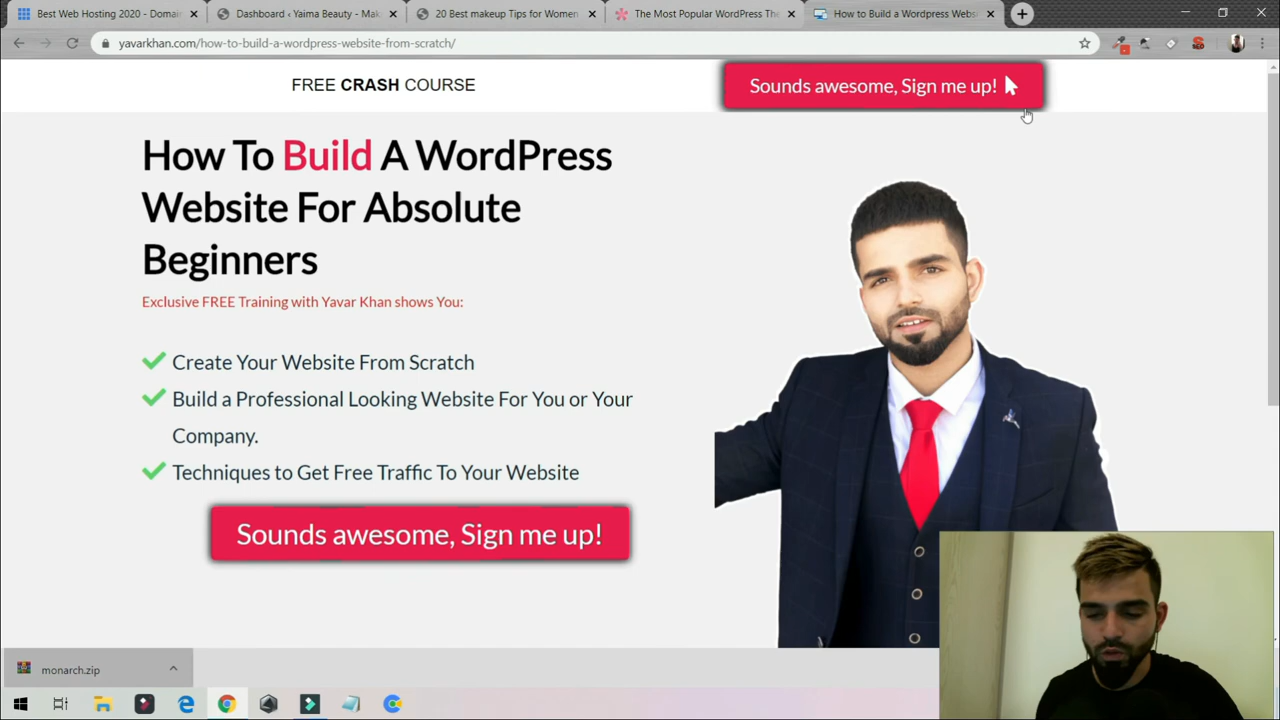 Best Web Hosting 2020 - Domain
Dashboard ‹ Yaima Beauty - Mak
20 Best makeup Tips for Women
The Most Popular WordPress The
How to Build a Wordpress Webs
yavarkhan.com/how-to-build-a-wordpress-website-from-scratch/
SEO
FREE CRASH COURSE
Sounds awesome, Sign me up!
How To Build A WordPress
Website For Absolute
Beginners
Exclusive FREE Training with Yavar Khan shows You:
Create Your Website From Scratch
Build a Professional Looking Website For You or Your
Company.
Techniques to Get Free Traffic To Your Website
Sounds awesome, Sign me up!
monarch.zip